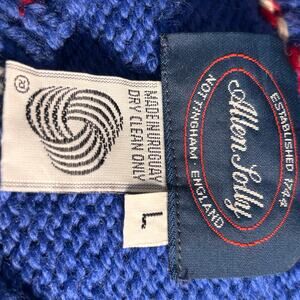 ®
MADE IN URUGUAY
DRY CLEAN ONLY
L
ESTABLISHED 1744
Allen Solly
NOTTINGHAM ENGLAND